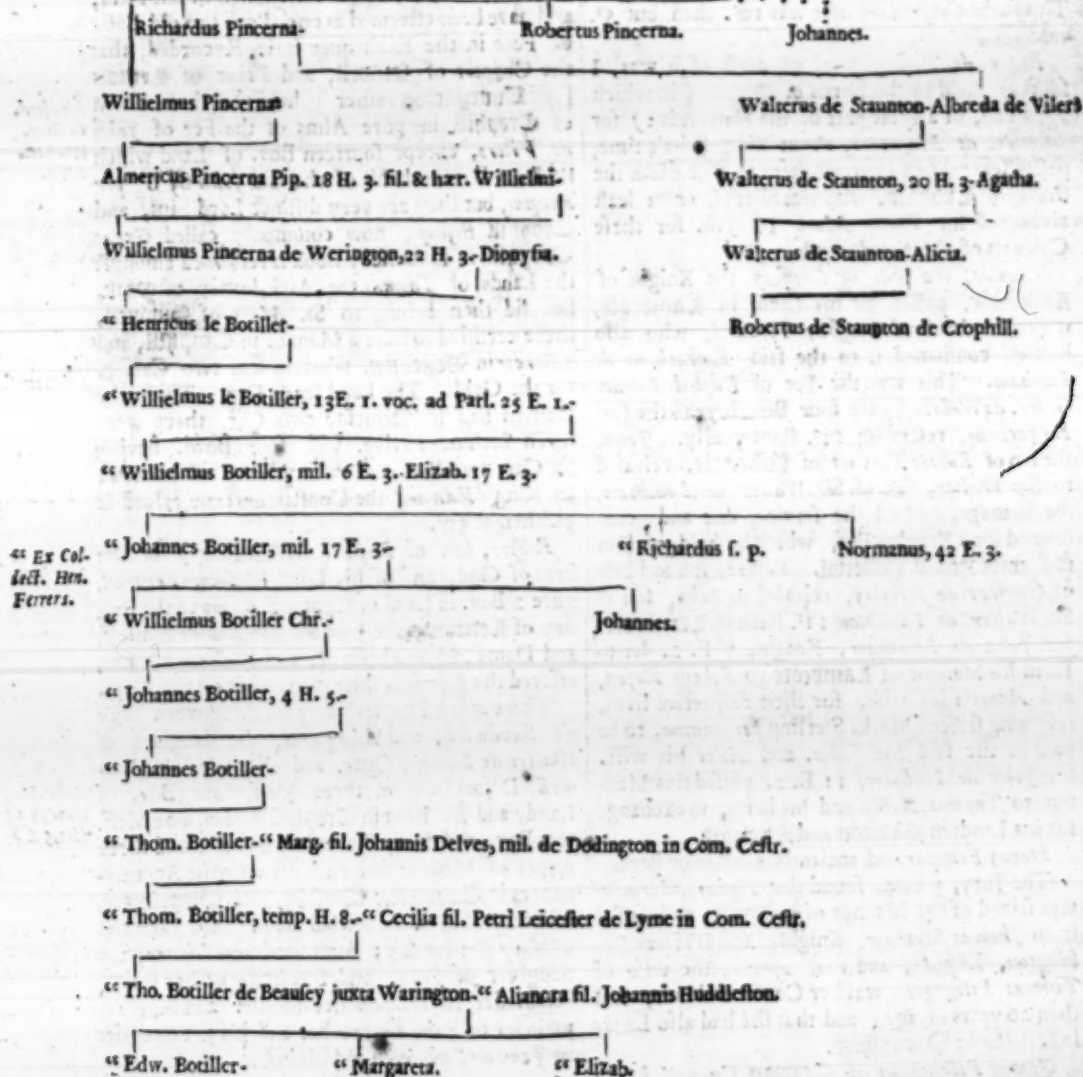 Richardus Pincerna- Robertus Pincerna. Johannes.
Willielmus Pincerna Walterus de Staunton-Albreda de Vilers
Almericus Pincerna Pip. 18 H. 3. fil. & hær. Willielmi- Walterus de Staunton, 20 H. 3-Agatha.
Willielmus Pincerna de Werington, 22 H. 3.- Dionysia. Walterus de Staunton-Alicia.
“ Henricus le Botiller- Robertus de Staunton de Crophill.
“ Willielmus le Botiller, 13 E. 1. voc. ad Parl. 25 E. 1.-
“ Willielmus Botiller, mil. 6 E. 3.- Elizab. 17 E. 3.
“ Johannes Botiller, mil. 17 E. 3.- “ Richardus s. p. Normanus, 42 E. 3.
“ Ex Col-
lect. Hen.
Ferrers.
“ Willielmus Botiller Chr.- Johannes.
“ Johannes Botiller, 4 H. 5.-
“ Johannes Botiller-
“ Thom. Botiller- “ Marg. fil. Johannis Delves, mil. de Dodington in Com. Cestr.
“ Thom. Botiller, temp. H. 8.- “ Cecilia fil. Petri Leicester de Lyme in Com. Cestr.
“ Tho. Botiller de Beausey juxta Warington- “ Alianora fil. Johannis Huddleston.
“ Edw. Botiller- “ Margareta. “ Elizab.